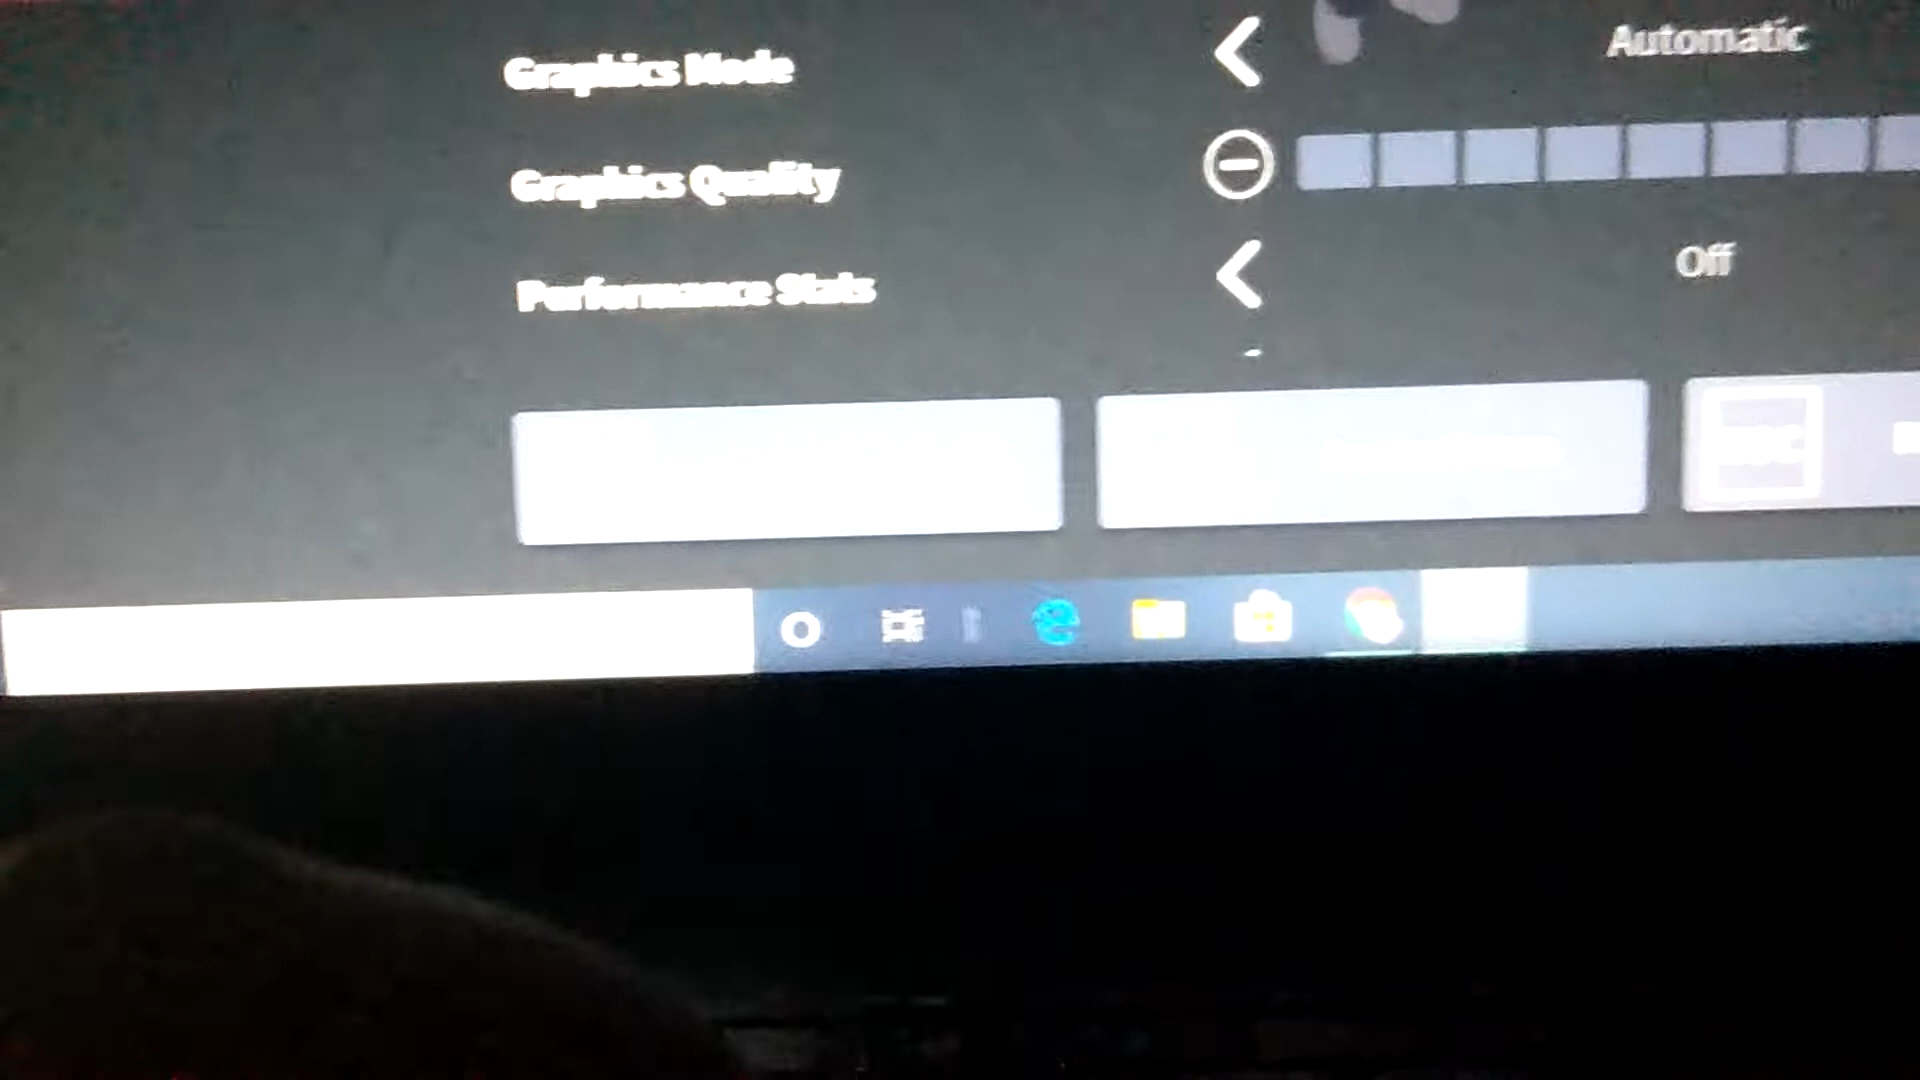 Graphics Mode
Automatic
Graphics Quality
Performance Stats
Off